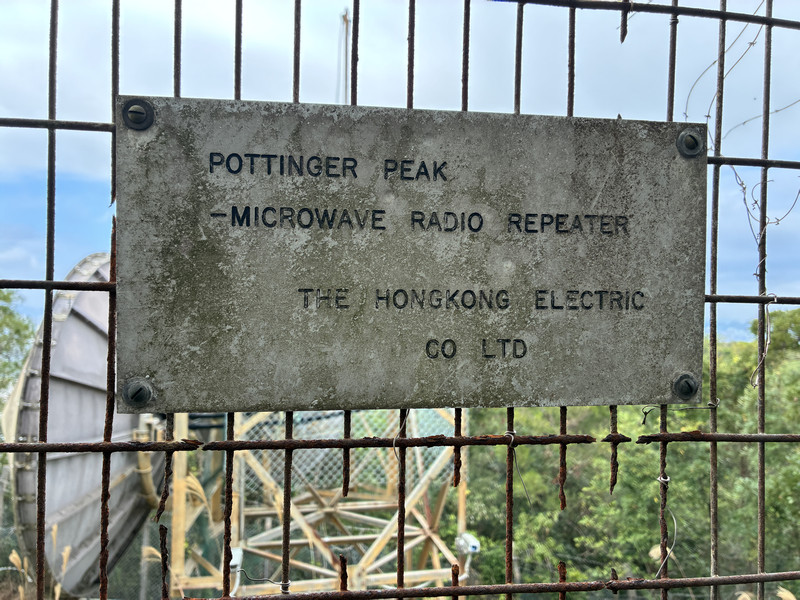 POTTINGER PEAK
-MICROWAVE RADIO REPEATER
THE HONGKONG ELECTRIC
CO LTD